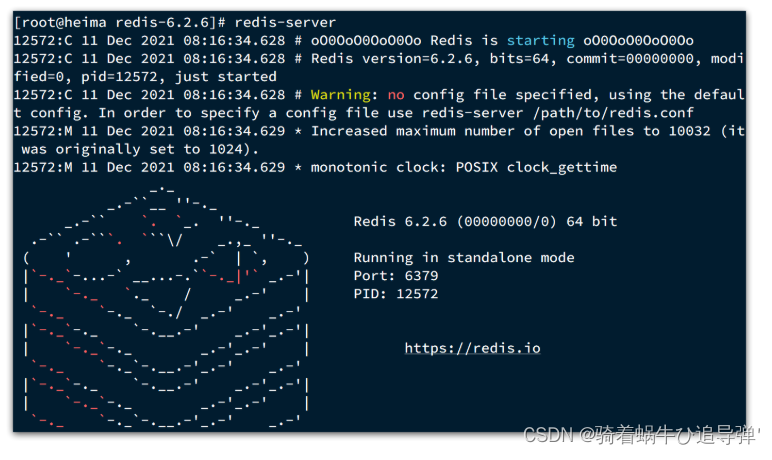 [root@heima redis-6.2.6]# redis-server
12572:C 11 Dec 2021 08:16:34.628 # oO0OoO0OoO0Oo Redis is starting oO0OoO0OoO0Oo
12572:C 11 Dec 2021 08:16:34.628 # Redis version=6.2.6, bits=64, commit=00000000, modi
fied=0, pid=12572, just started
12572:C 11 Dec 2021 08:16:34.628 # Warning: no config file specified, using the defaul
t config. In order to specify a config file use redis-server /path/to/redis.conf
12572:M 11 Dec 2021 08:16:34.629 * Increased maximum number of open files to 10032 (it
 was originally set to 1024).
12572:M 11 Dec 2021 08:16:34.629 * monotonic clock: POSIX clock_gettime
Redis 6.2.6 (00000000/0) 64 bit
Running in standalone mode
Port: 6379
PID: 12572
https://redis.io
CSDN @骑着蜗牛ひ追导弹'